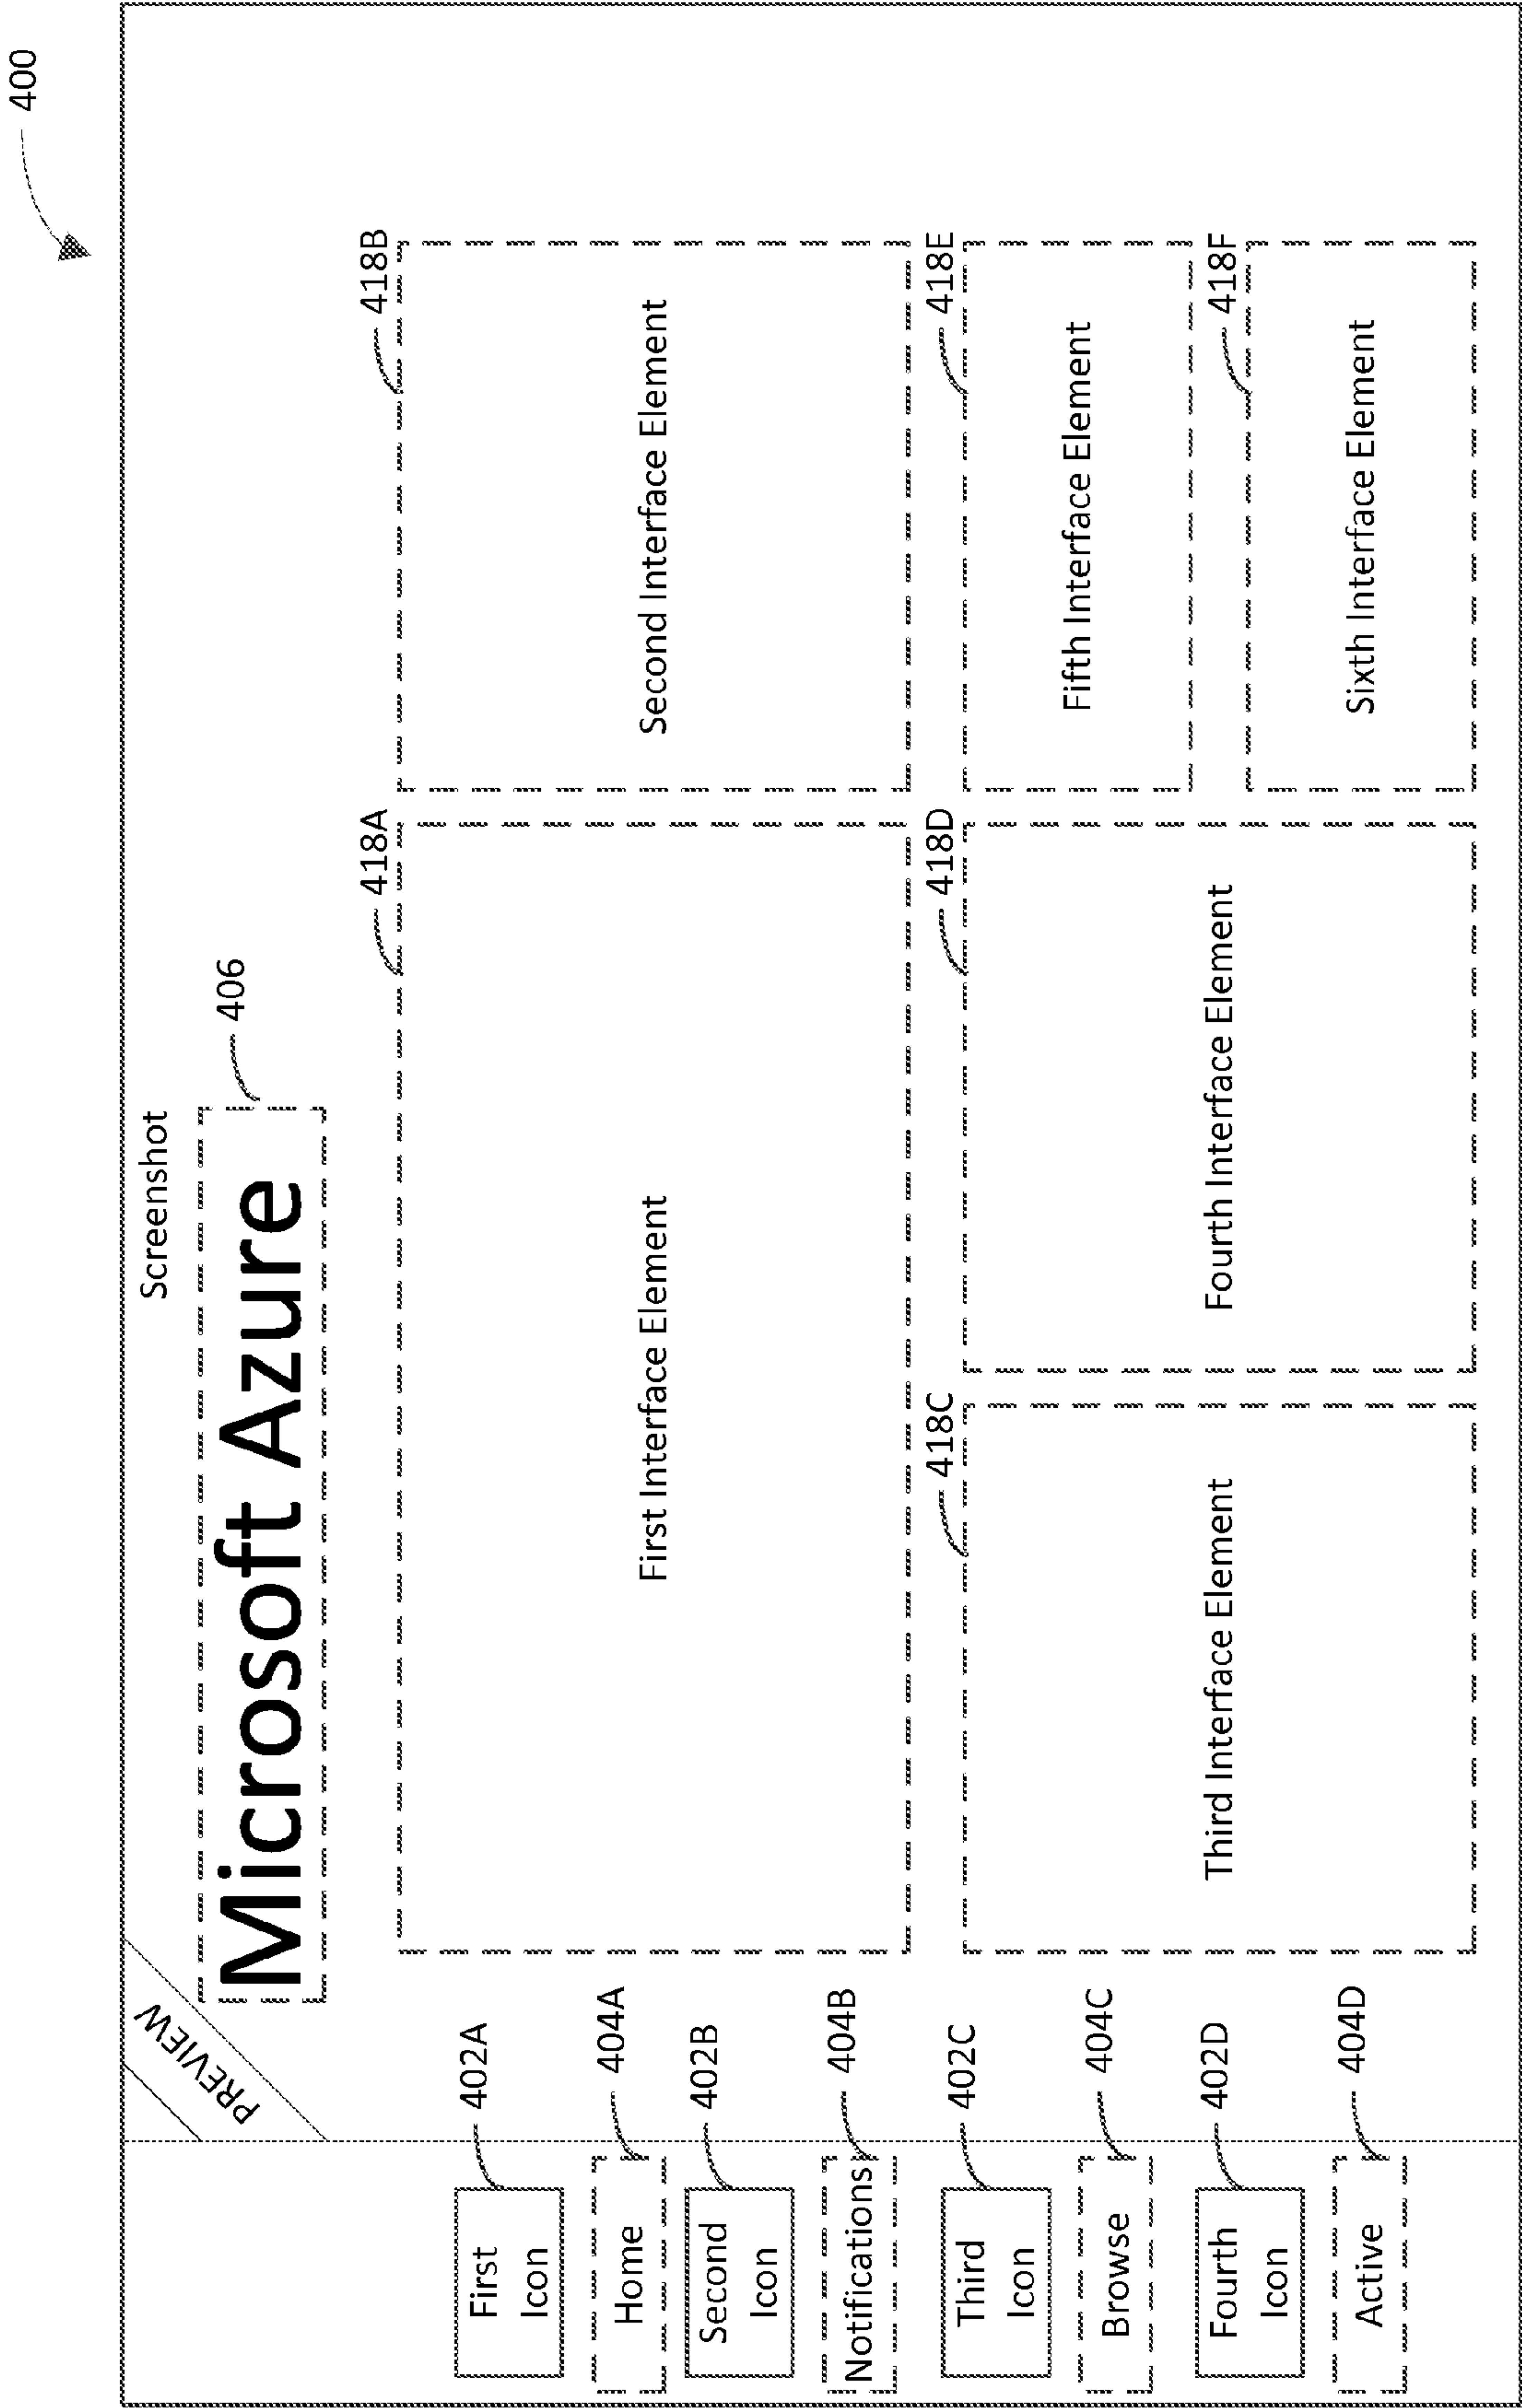 400
Screenshot
PREVIEW
Microsoft Azure
406
First
Icon
402A
Home
404A
Second
Icon
402B
Notifications
404B
Third
Icon
402C
Browse
404C
Fourth
Icon
402D
Active
404D
418A
First Interface Element
418B
Second Interface Element
418C
Third Interface Element
418D
Fourth Interface Element
418E
Fifth Interface Element
418F
Sixth Interface Element